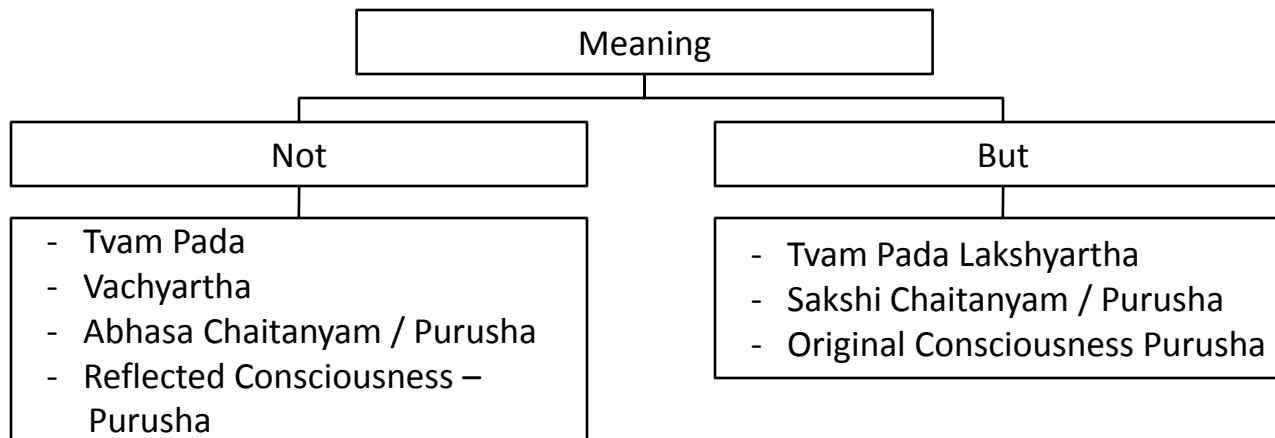 Meaning
Not
But
- Tvam Pada
- Vachyartha
- Abhasa Chaitanyam / Purusha
- Reflected Consciousness –
Purusha
- Tvam Pada Lakshyartha
- Sakshi Chaitanyam / Purusha
- Original Consciousness Purusha